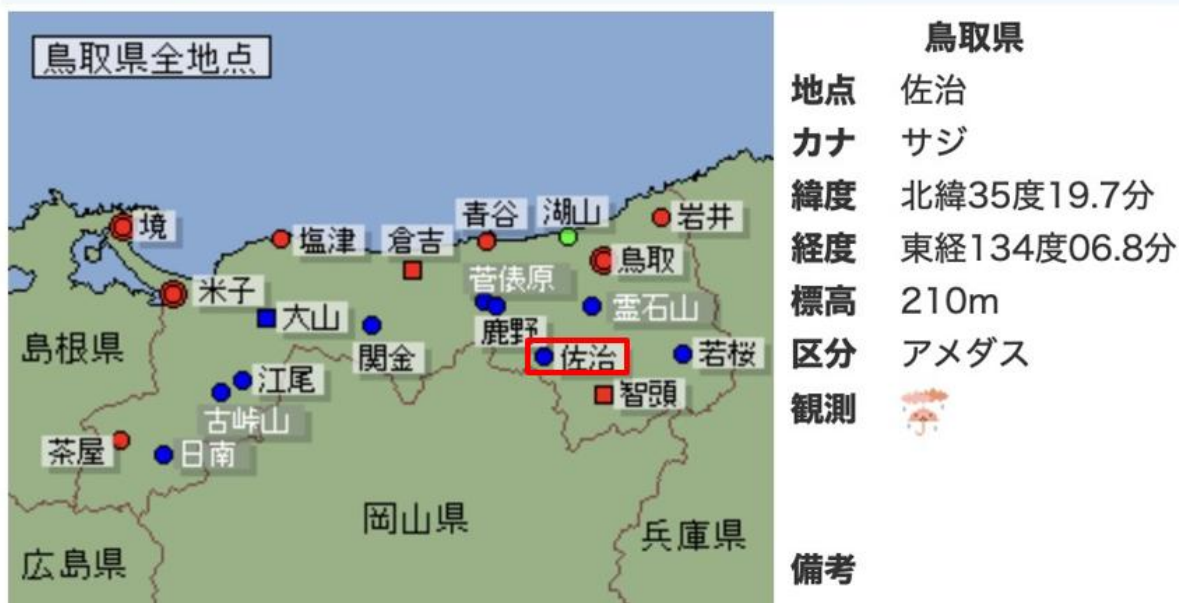 鳥取県全地点
境
塩津
倉吉
青谷
湖山
岩井
鳥取
米子
大山
菅俵原
霊石山
島根県
関金
鹿野
佐治
若桜
江尾
智頭
古峠山
茶屋
日南
岡山県
兵庫県
広島県
鳥取県
地点 佐治
カナ サジ
緯度 北緯35度19.7分
経度 東経134度06.8分
標高 210m
区分 アメダス
観測
備考